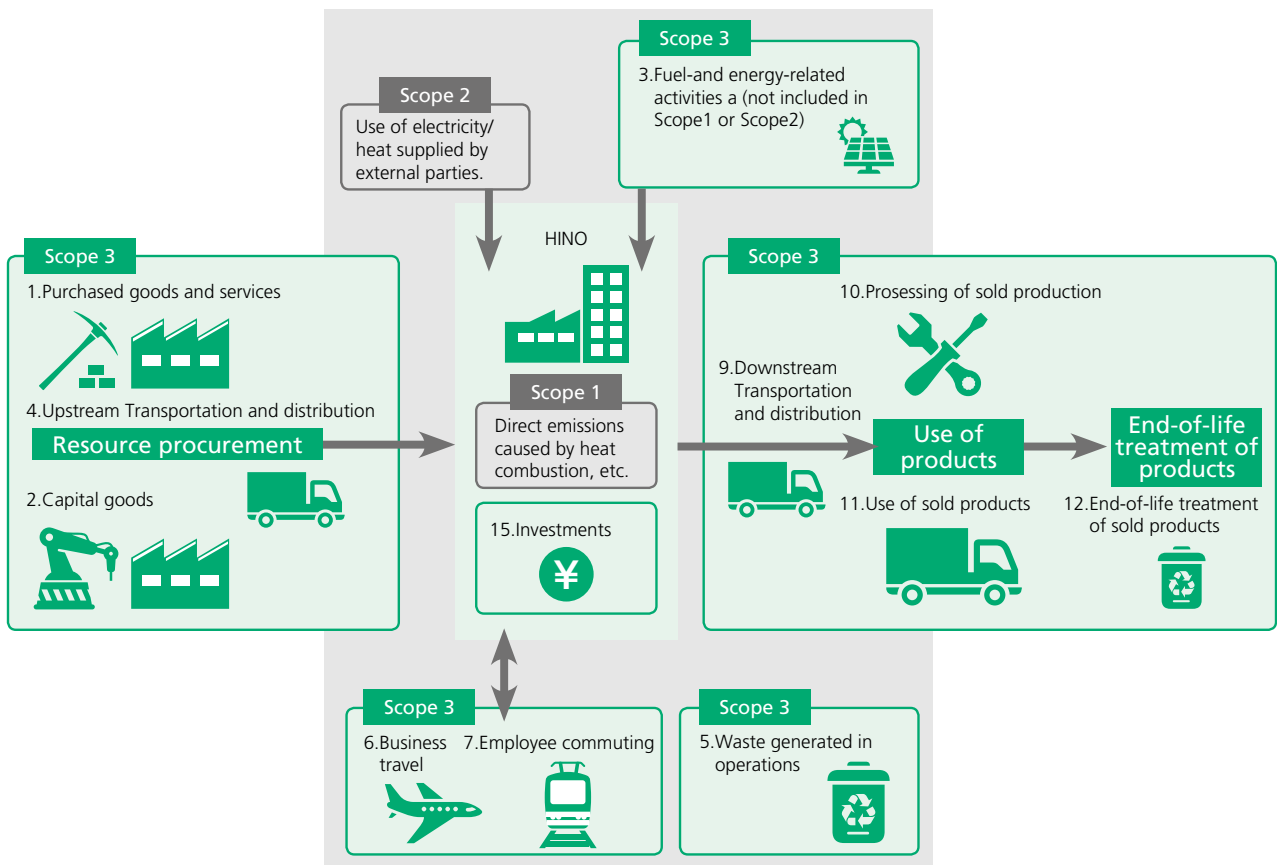 Scope 3
3.Fuel-and energy-related
activities a (not included in
Scope1 or Scope2)
Scope 2
Use of electricity/
heat supplied by
external parties.
HINO
Scope 1
Direct emissions
caused by heat
combustion, etc.
15.Investments
¥
Scope 3
1.Purchased goods and services
4.Upstream Transportation and distribution
Resource procurement
2.Capital goods
Scope 3
10.Prosessing of sold production
9.Downstream
Transportation
and distribution
Use of
products
End-of-life
treatment of
products
11.Use of sold products
12.End-of-life treatment
of sold products
Scope 3
6.Business
travel
7.Employee commuting
Scope 3
5.Waste generated in
operations